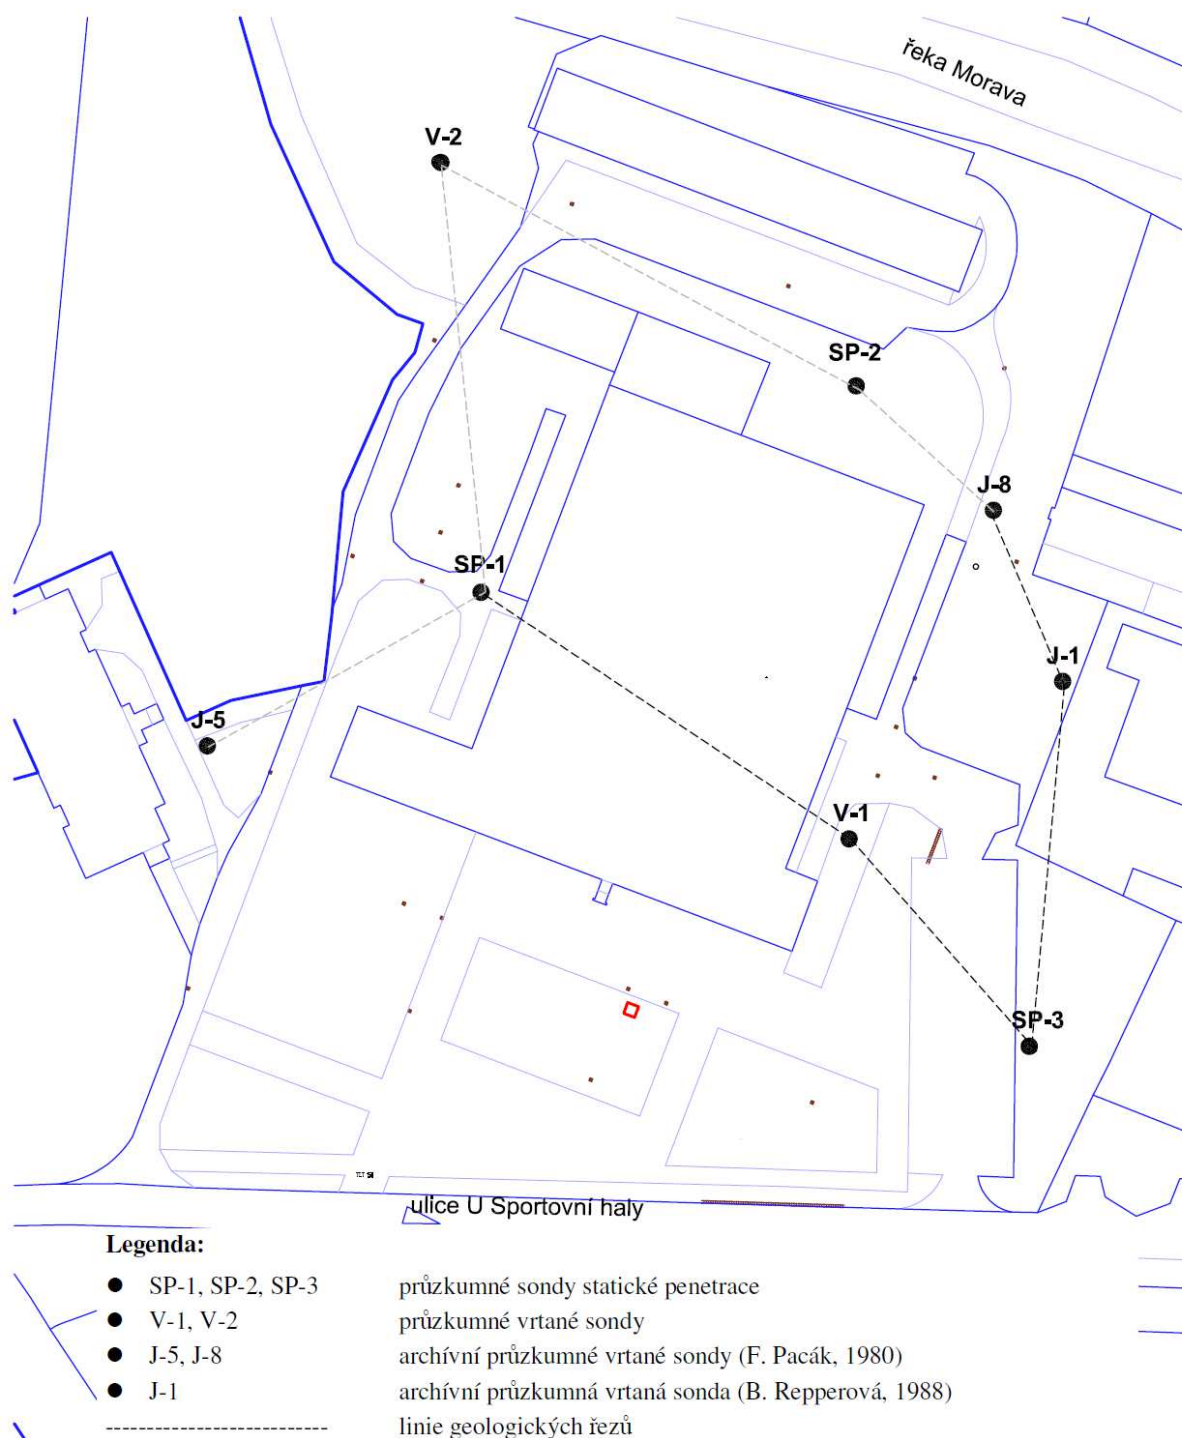 řeka Morava
V-2
SP-2
J-8
SP-1
J-1
J-5
V-1
SP-3
ulice U Sportovní haly
Legenda:
SP-1, SP-2, SP-3 průzkumné sondy statické penetrace
V-1, V-2 průzkumné vrtané sondy
J-5, J-8 archívní průzkumné vrtané sondy (F. Pacák, 1980)
J-1 archívní průzkumná vrtaná sonda (B. Repperová, 1988)
linie geologických řezů